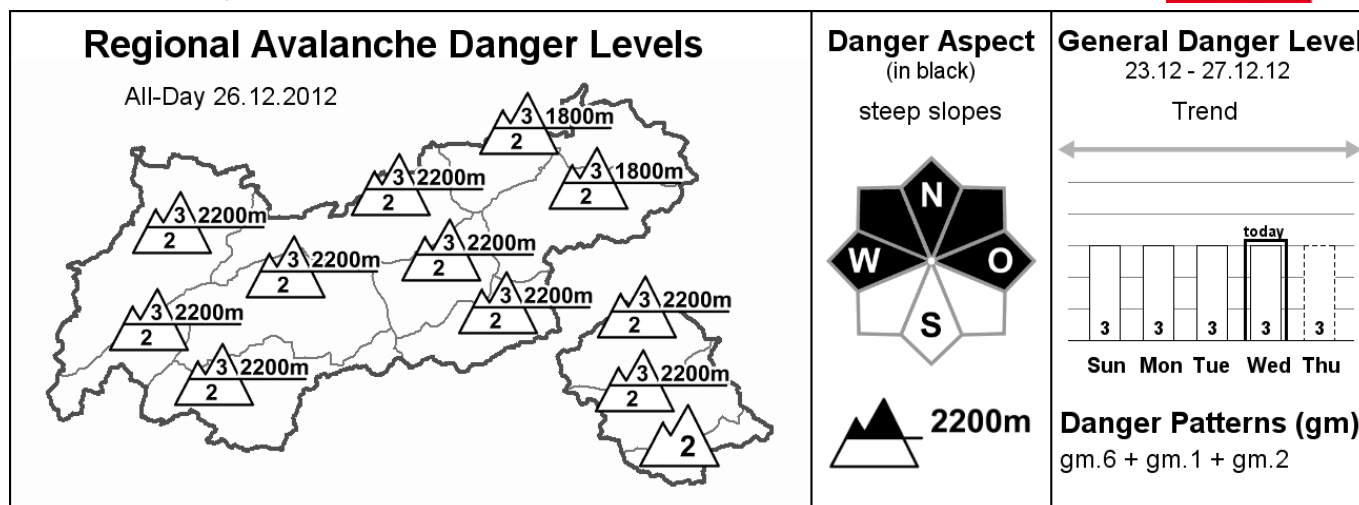 Regional Avalanche Danger Levels
All-Day 26.12.2012
3 1800m
2
3 1800m
2
3 2200m
2
3 2200m
2
3 2200m
2
3 2200m
2
3 2200m
2
3 2200m
2
3 2200m
2
3 2200m
2
3 2200m
2
2
Danger Aspect
(in black)
steep slopes
N
W
O
S
2200m
General Danger Level
23.12 - 27.12.12
Trend
today
3 3 3 3 3
Sun Mon Tue Wed Thu
Danger Patterns (gm)
gm.6 + gm.1 + gm.2